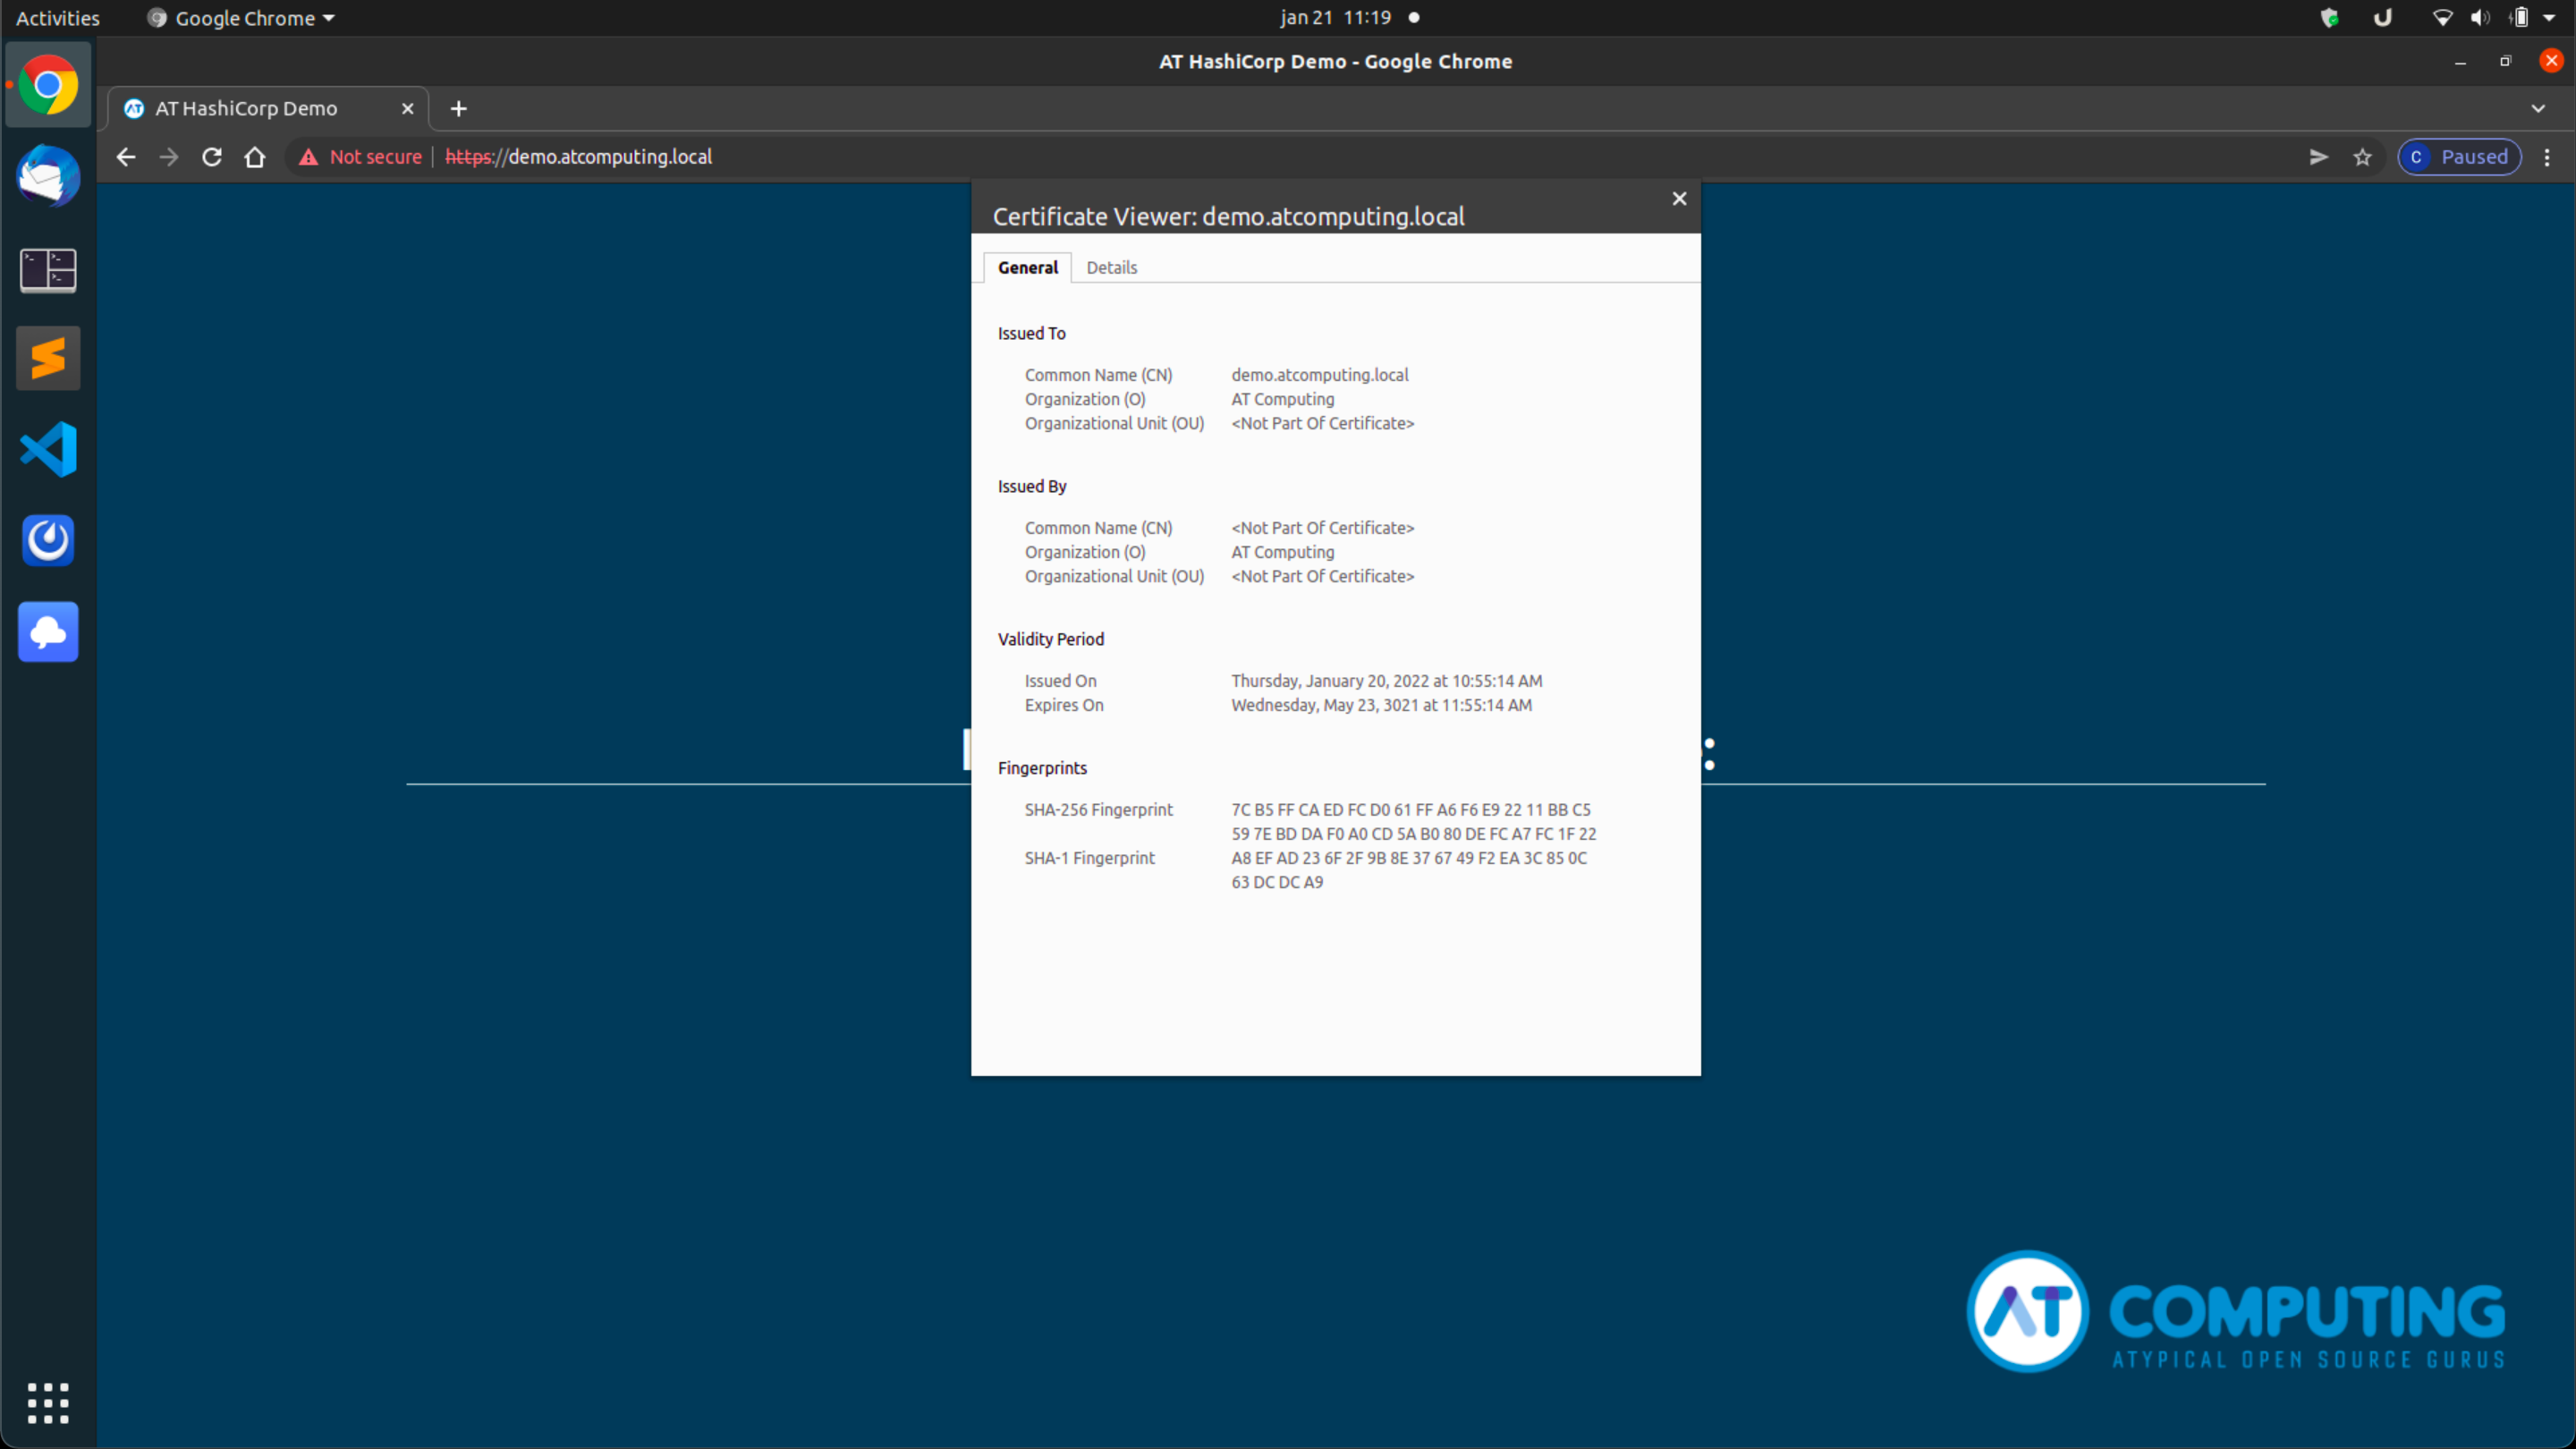 Activities
Google Chrome
jan 21 11:19
AT HashiCorp Demo - Google Chrome
AT HashiCorp Demo
Not secure
https://demo.atcomputing.local
C
Paused
Certificate Viewer: demo.atcomputing.local
General
Details
Issued To
Common Name (CN) demo.atcomputing.local
Organization (O) AT Computing
Organizational Unit (OU) <Not Part Of Certificate>
Issued By
Common Name (CN) <Not Part Of Certificate>
Organization (O) AT Computing
Organizational Unit (OU) <Not Part Of Certificate>
Validity Period
Issued On Thursday, January 20, 2022 at 10:55:14 AM
Expires On Wednesday, May 23, 3021 at 11:55:14 AM
:
Fingerprints
SHA-256 Fingerprint 7C B5 FF CA ED FC D0 61 FF A6 F6 E9 22 11 BB C5
59 7E BD DA F0 A0 CD 5A B0 80 DE FC A7 FC 1F 22
SHA-1 Fingerprint A8 EF AD 23 6F 2F 9B 8E 37 67 49 F2 EA 3C 85 0C
63 DC DC A9
AT COMPUTING
ATYPICAL OPEN SOURCE GURUS